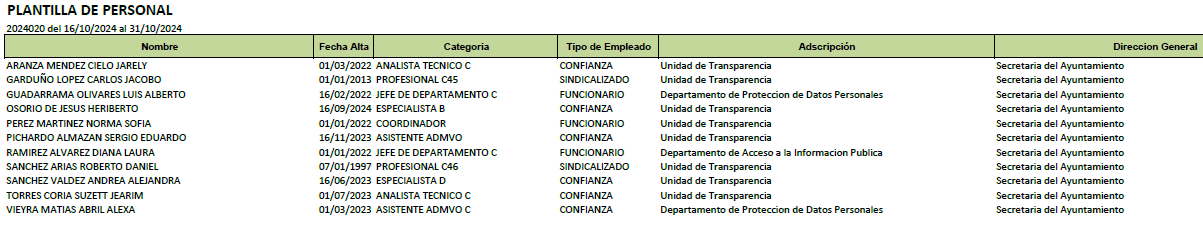 PLANTILLA DE PERSONAL
2024020 del 16/10/2024 al 31/10/2024
Nombre Fecha Alta Categoria Tipo de Empleado Adscripción Direccion General
ARANZA MENDEZ CIELO JARELY 01/03/2022 ANALISTA TECNICO C CONFIANZA Unidad de Transparencia Secretaria del Ayuntamiento
GARDUÑO LOPEZ CARLOS JACOBO 01/01/2013 PROFESIONAL C45 SINDICALIZADO Unidad de Transparencia Secretaria del Ayuntamiento
GUADARRAMA OLIVARES LUIS ALBERTO 16/02/2022 JEFE DE DEPARTAMENTO C FUNCIONARIO Departamento de Proteccion de Datos Personales Secretaria del Ayuntamiento
OSORIO DE JESUS HERIBERTO 16/09/2024 ESPECIALISTA B CONFIANZA Unidad de Transparencia Secretaria del Ayuntamiento
PEREZ MARTINEZ NORMA SOFIA 01/01/2022 COORDINADOR FUNCIONARIO Unidad de Transparencia Secretaria del Ayuntamiento
PICHARDO ALMAZAN SERGIO EDUARDO 16/11/2023 ASISTENTE ADMVO CONFIANZA Unidad de Transparencia Secretaria del Ayuntamiento
RAMIREZ ALVAREZ DIANA LAURA 01/01/2022 JEFE DE DEPARTAMENTO C FUNCIONARIO Departamento de Acceso a la Informacion Publica Secretaria del Ayuntamiento
SANCHEZ ARIAS ROBERTO DANIEL 07/01/1997 PROFESIONAL C46 SINDICALIZADO Unidad de Transparencia Secretaria del Ayuntamiento
SANCHEZ VALDEZ ANDREA ALEJANDRA 16/06/2023 ESPECIALISTA D CONFIANZA Unidad de Transparencia Secretaria del Ayuntamiento
TORRES CORIA SUZETT JEARIM 01/07/2023 ANALISTA TECNICO C CONFIANZA Unidad de Transparencia Secretaria del Ayuntamiento
VIEYRA MATIAS ABRIL ALEXA 01/03/2023 ASISTENTE ADMVO C CONFIANZA Departamento de Proteccion de Datos Personales Secretaria del Ayuntamiento